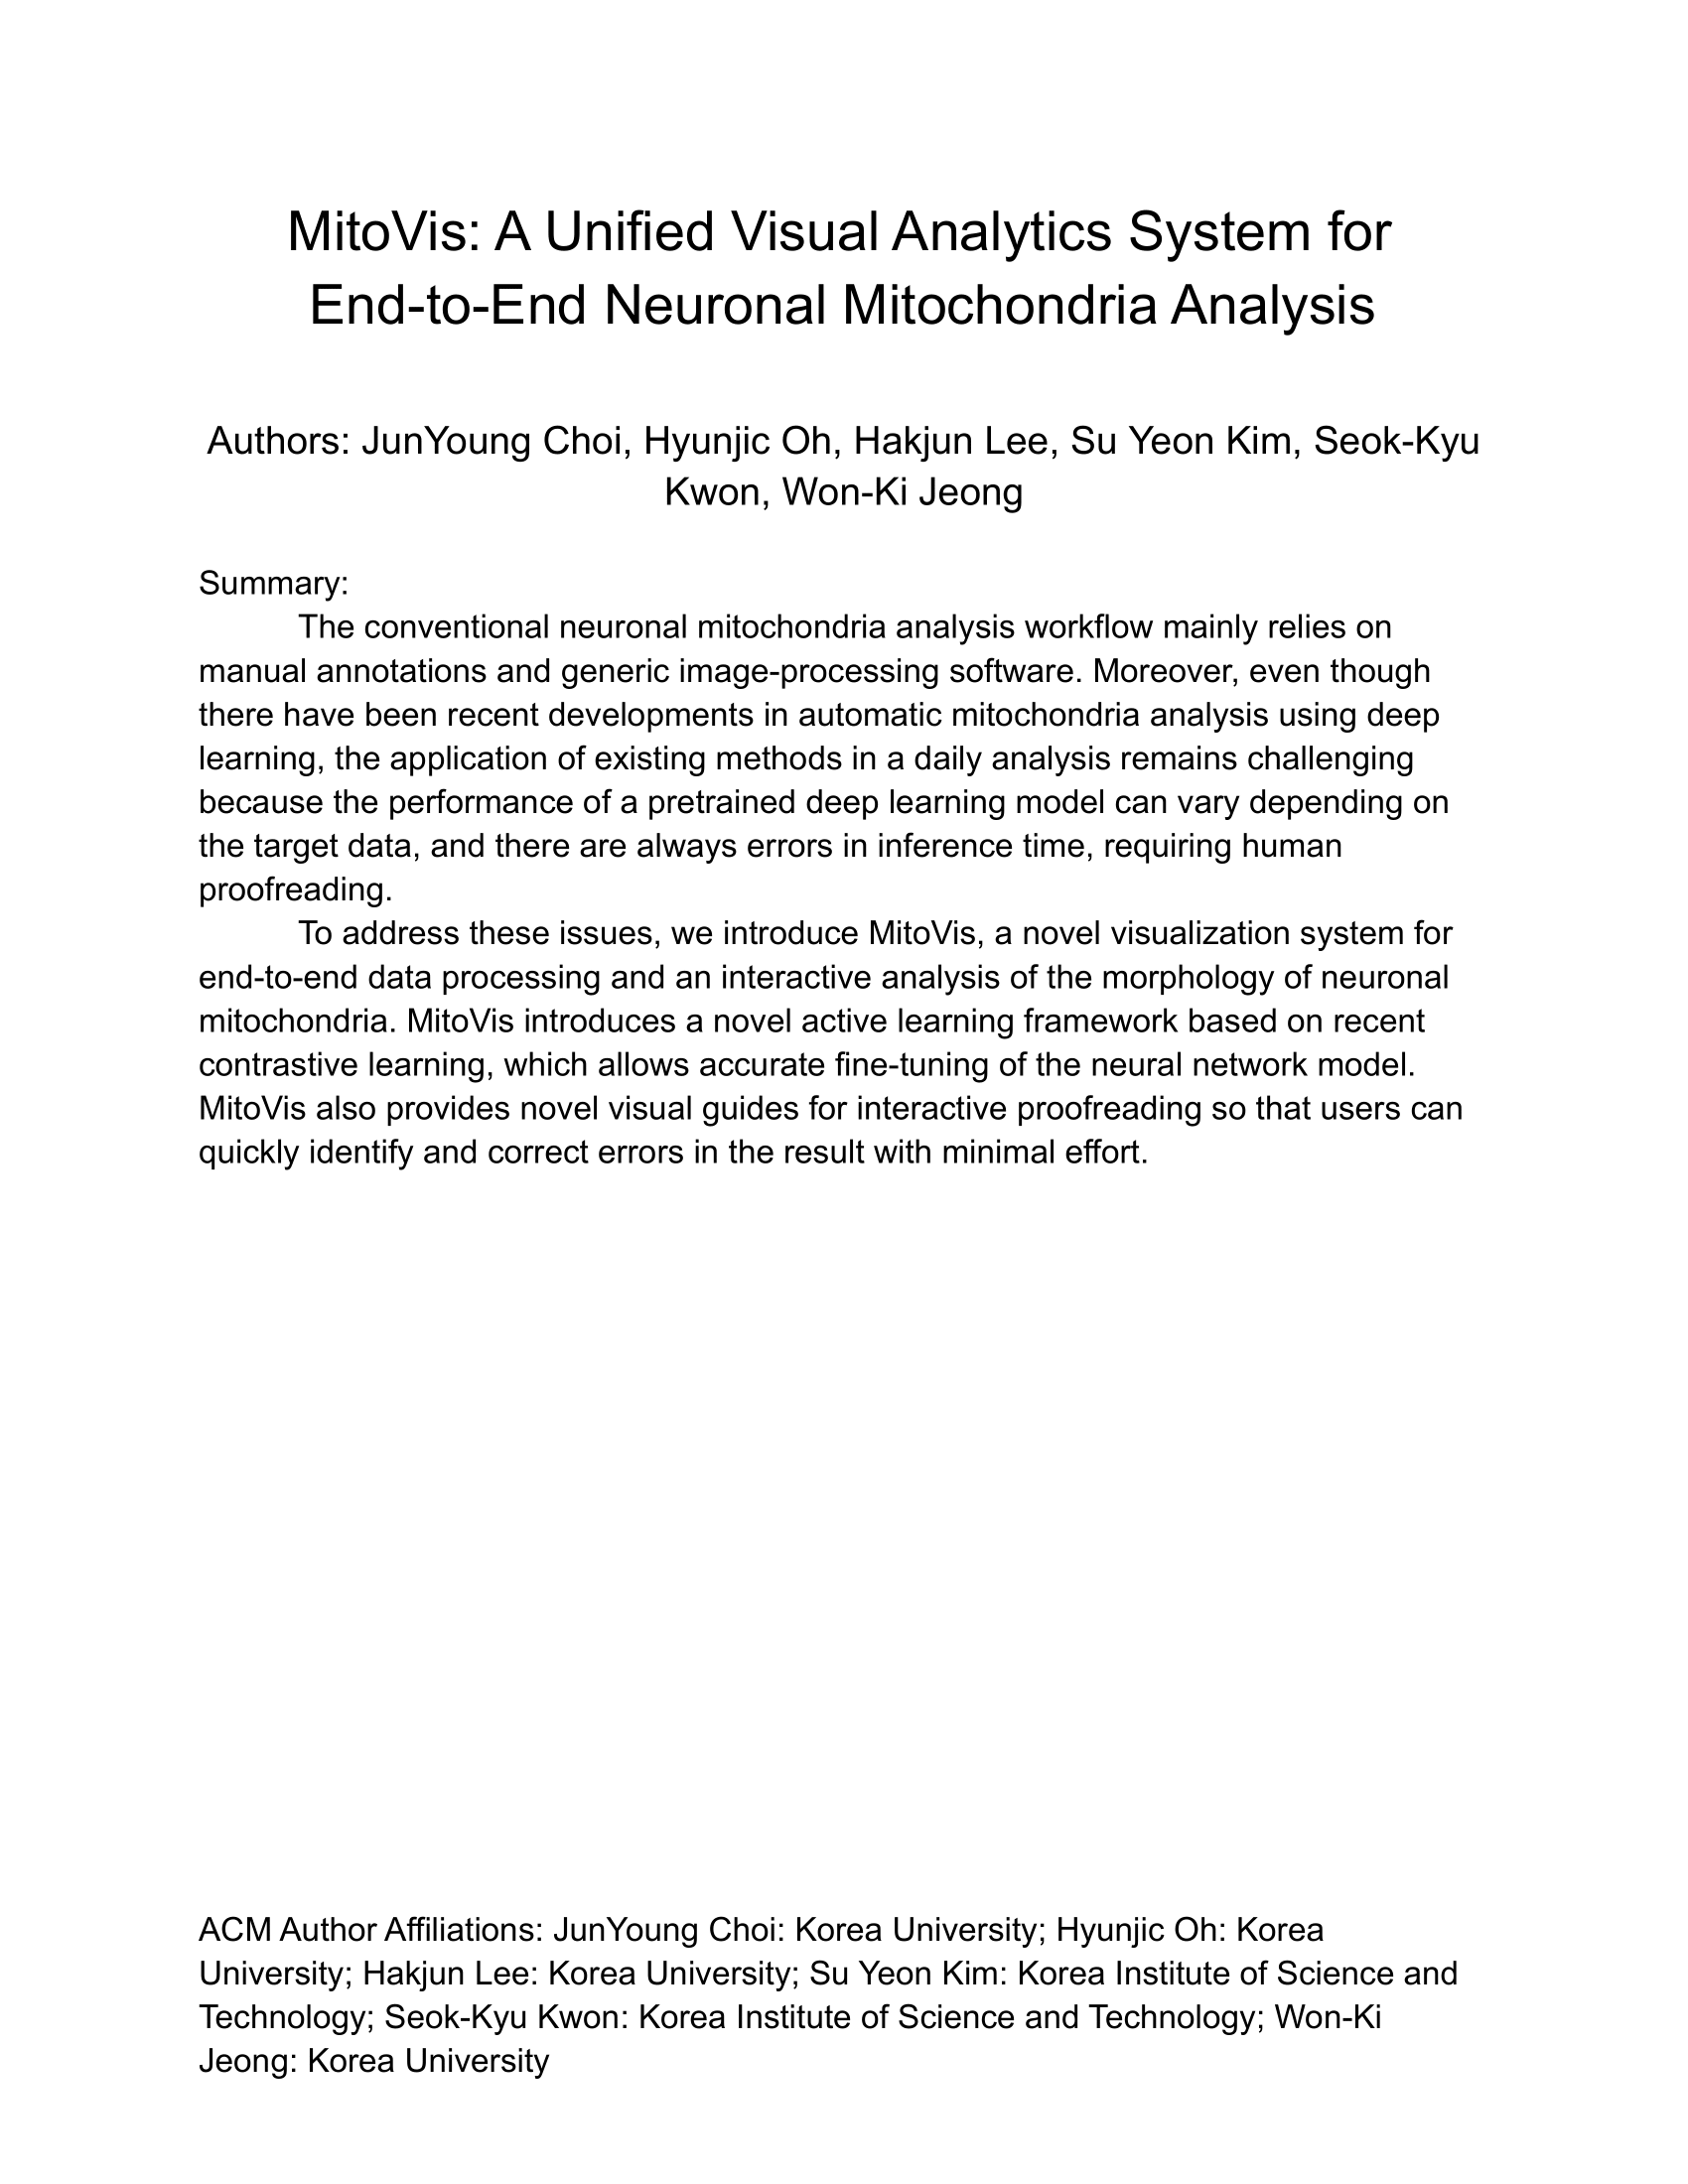 MitoVis: A Unified Visual Analytics System for
End-to-End Neuronal Mitochondria Analysis
Authors: JunYoung Choi, Hyunjic Oh, Hakjun Lee, Su Yeon Kim, Seok-Kyu
Kwon, Won-Ki Jeong
Summary:
The conventional neuronal mitochondria analysis workflow mainly relies on
manual annotations and generic image-processing software. Moreover, even though
there have been recent developments in automatic mitochondria analysis using deep
learning, the application of existing methods in a daily analysis remains challenging
because the performance of a pretrained deep learning model can vary depending on
the target data, and there are always errors in inference time, requiring human
proofreading.
To address these issues, we introduce MitoVis, a novel visualization system for
end-to-end data processing and an interactive analysis of the morphology of neuronal
mitochondria. MitoVis introduces a novel active learning framework based on recent
contrastive learning, which allows accurate fine-tuning of the neural network model.
MitoVis also provides novel visual guides for interactive proofreading so that users can
quickly identify and correct errors in the result with minimal effort.
ACM Author Affiliations: JunYoung Choi: Korea University; Hyunjic Oh: Korea
University; Hakjun Lee: Korea University; Su Yeon Kim: Korea Institute of Science and
Technology; Seok-Kyu Kwon: Korea Institute of Science and Technology; Won-Ki
Jeong: Korea University